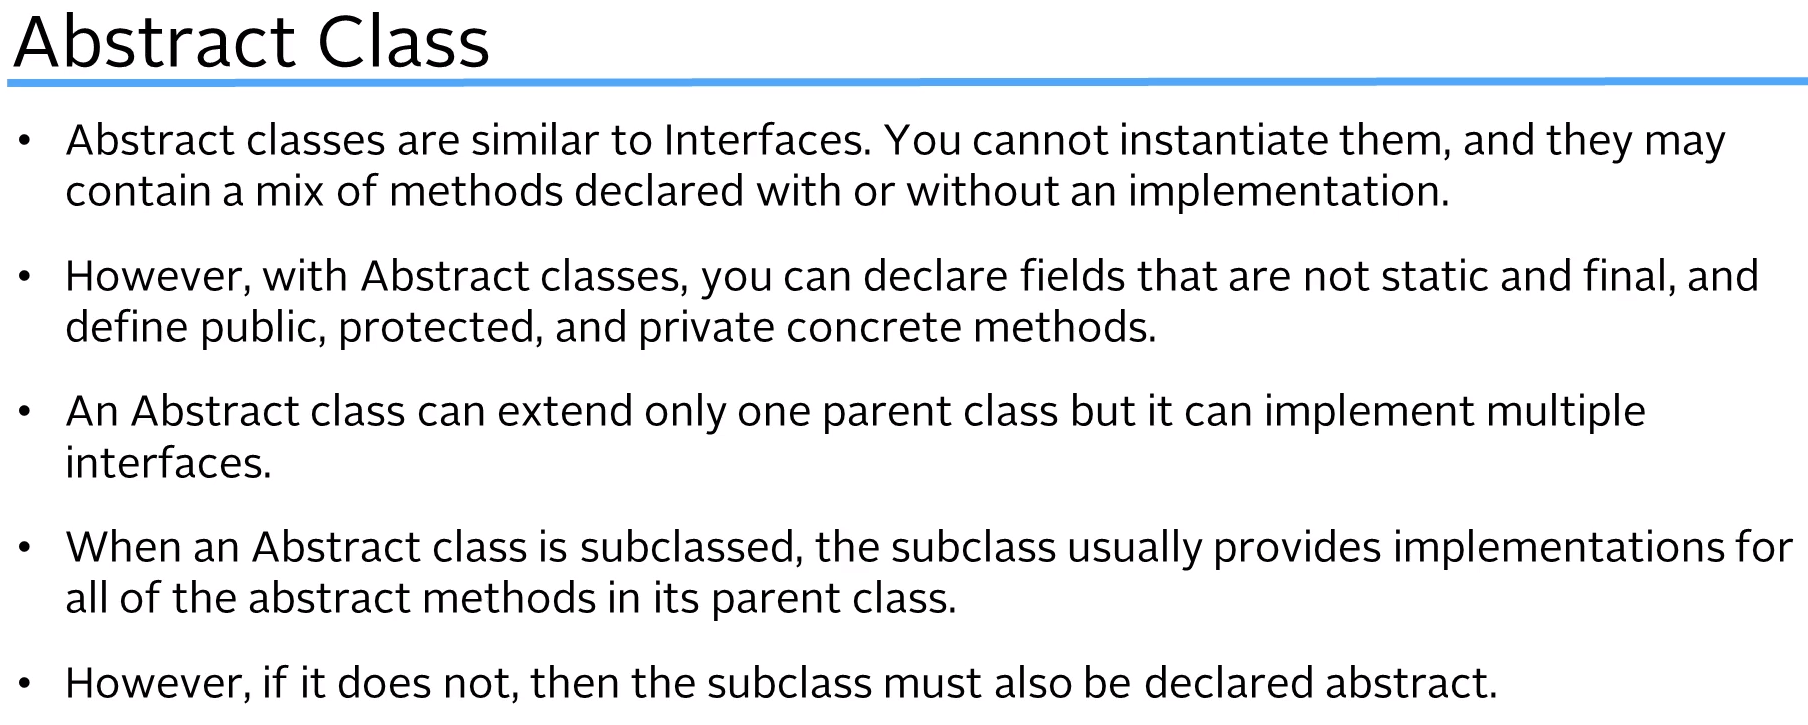 Abstract Class
• Abstract classes are similar to Interfaces. You cannot instantiate them, and they may
contain a mix of methods declared with or without an implementation.
• However, with Abstract classes, you can declare fields that are not static and final, and
define public, protected, and private concrete methods.
• An Abstract class can extend only one parent class but it can implement multiple
interfaces.
• When an Abstract class is subclassed, the subclass usually provides implementations for
all of the abstract methods in its parent class.
• However, if it does not, then the subclass must also be declared abstract.